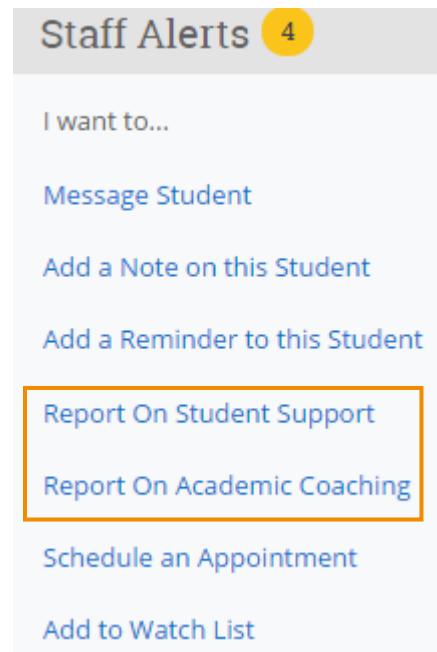 Staff Alerts 4
I want to...
Message Student
Add a Note on this Student
Add a Reminder to this Student
Report On Student Support
Report On Academic Coaching
Schedule an Appointment
Add to Watch List